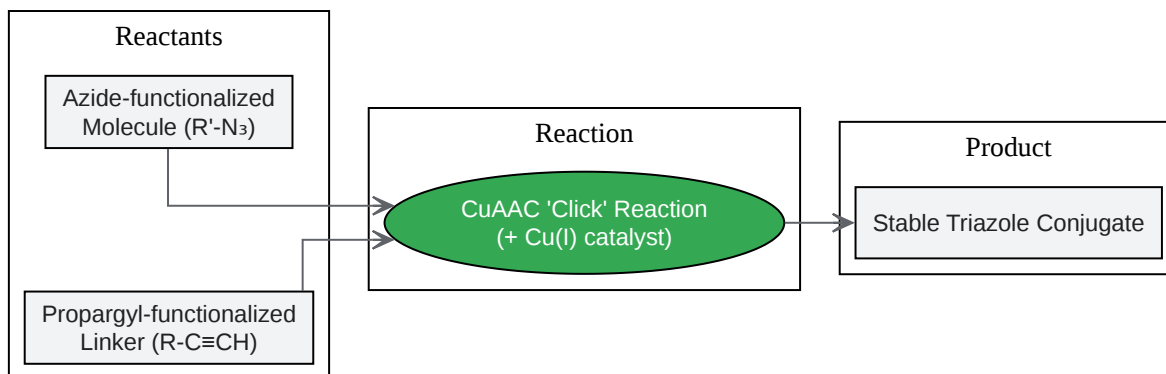 Reactants
Azide-functionalized
Molecule (R'-N₃)
Propargyl-functionalized
Linker (R-C≡CH)
Reaction
CuAAC 'Click' Reaction
(+ Cu(I) catalyst)
Product
Stable Triazole Conjugate